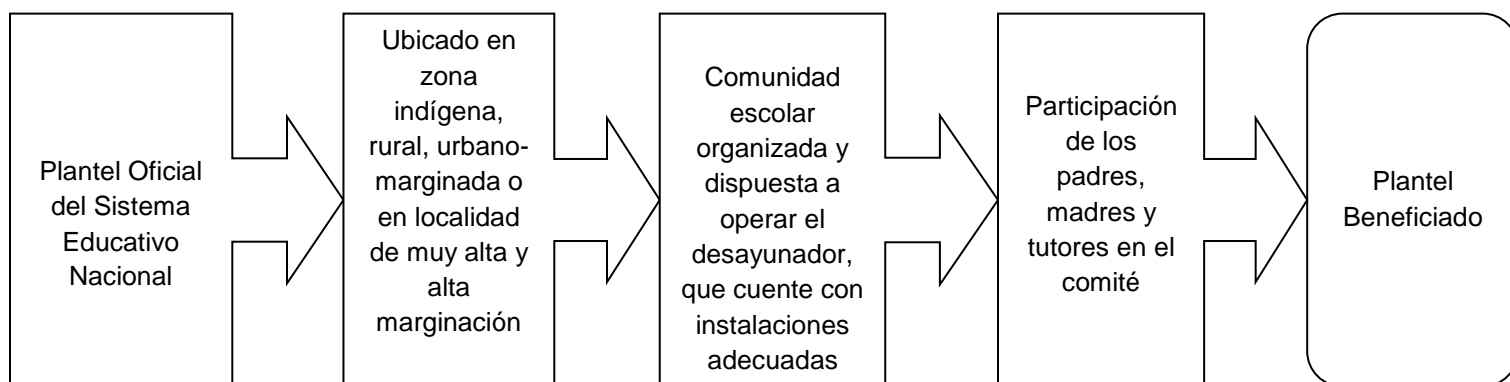 Plantel Oficial
del Sistema
Educativo
Nacional
Ubicado en
zona
indígena,
rural, urbano-
marginada o
en localidad
de muy alta y
alta
marginación
Comunidad
escolar
organizada y
dispuesta a
operar el
desayunador,
que cuente con
instalaciones
adecuadas
Participación
de los
padres,
madres y
tutores en el
comité
Plantel
Beneficiado